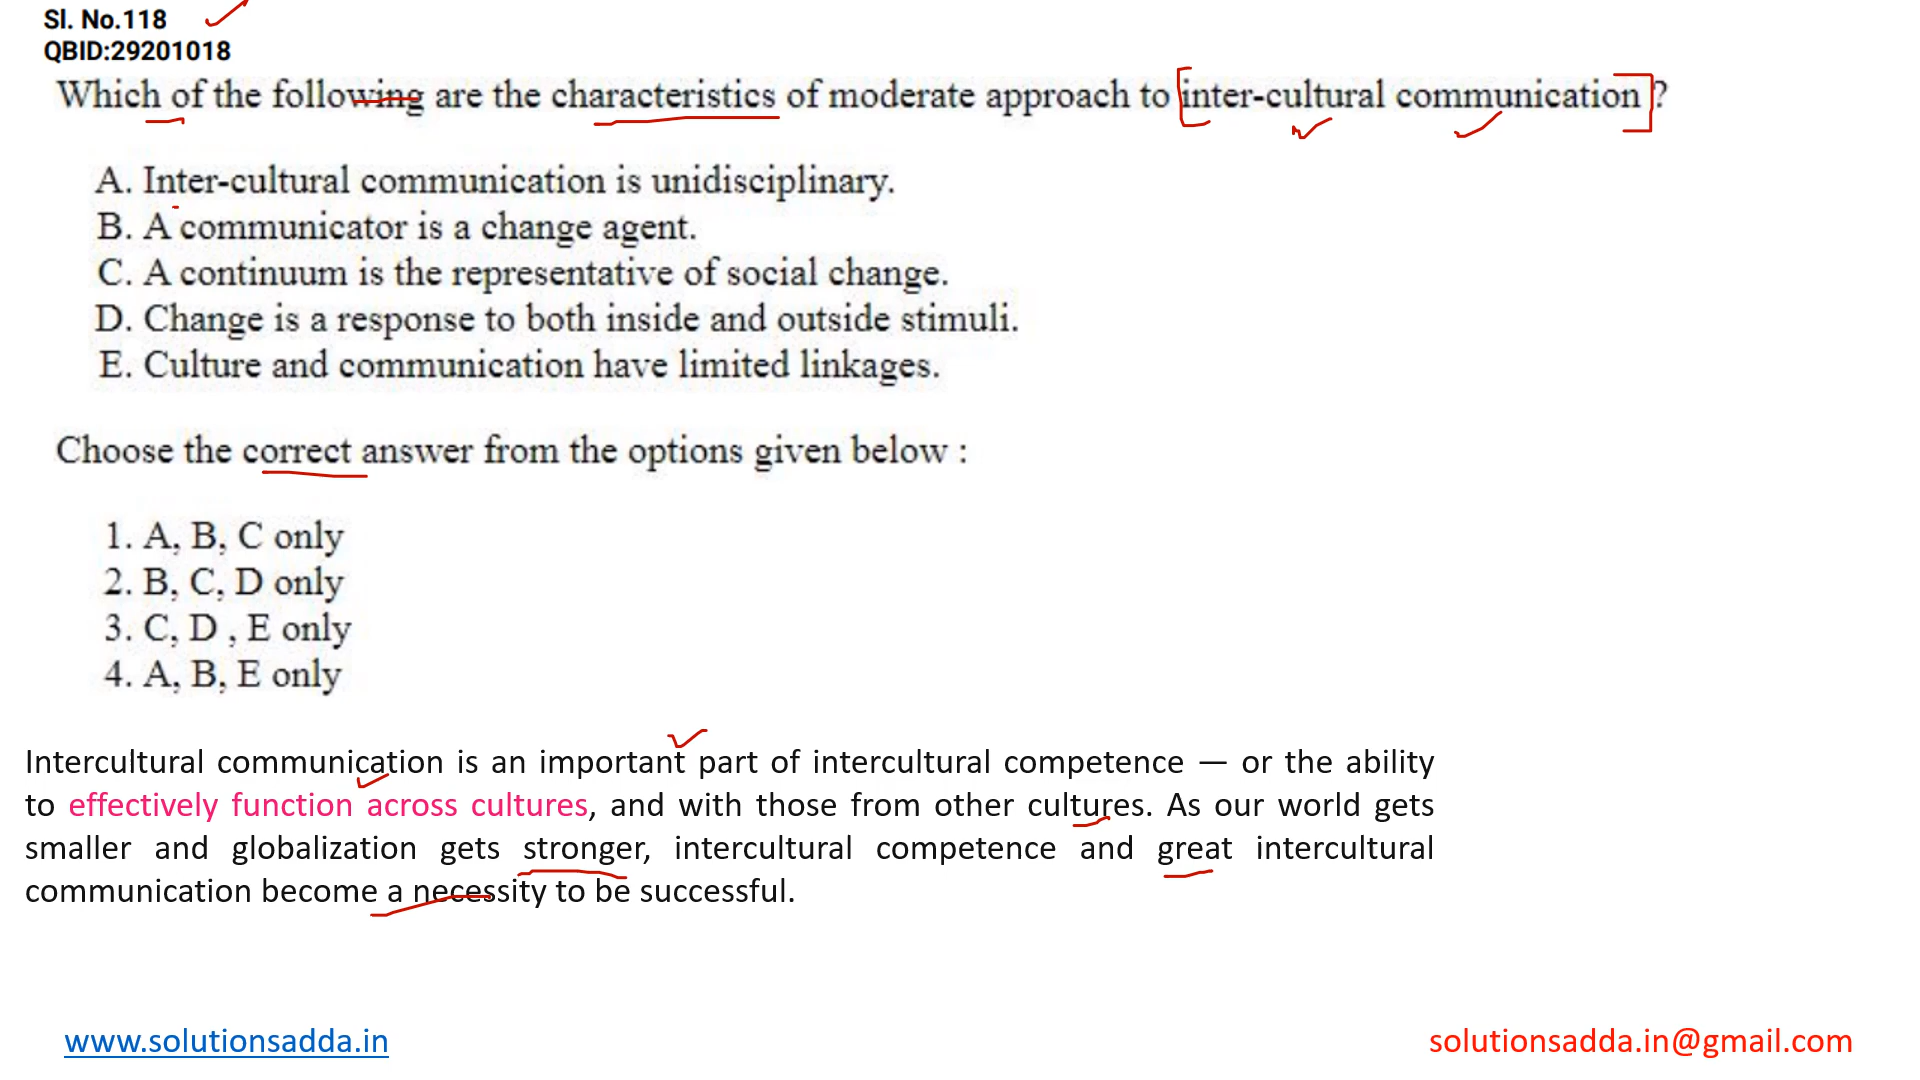 Sl. No.118
QBID:29201018
Which of the following are the characteristics of moderate approach to inter-cultural communication ?
A. Inter-cultural communication is unidisciplinary.
B. A communicator is a change agent.
C. A continuum is the representative of social change.
D. Change is a response to both inside and outside stimuli.
E. Culture and communication have limited linkages.
Choose the correct answer from the options given below :
1. A, B, C only
2. B, C, D only
3. C, D , E only
4. A, B, E only
Intercultural communication is an important part of intercultural competence — or the ability
to effectively function across cultures, and with those from other cultures. As our world gets
smaller and globalization gets stronger, intercultural competence and great intercultural
communication become a necessity to be successful.
www.solutionsadda.in
solutionsadda.in@gmail.com